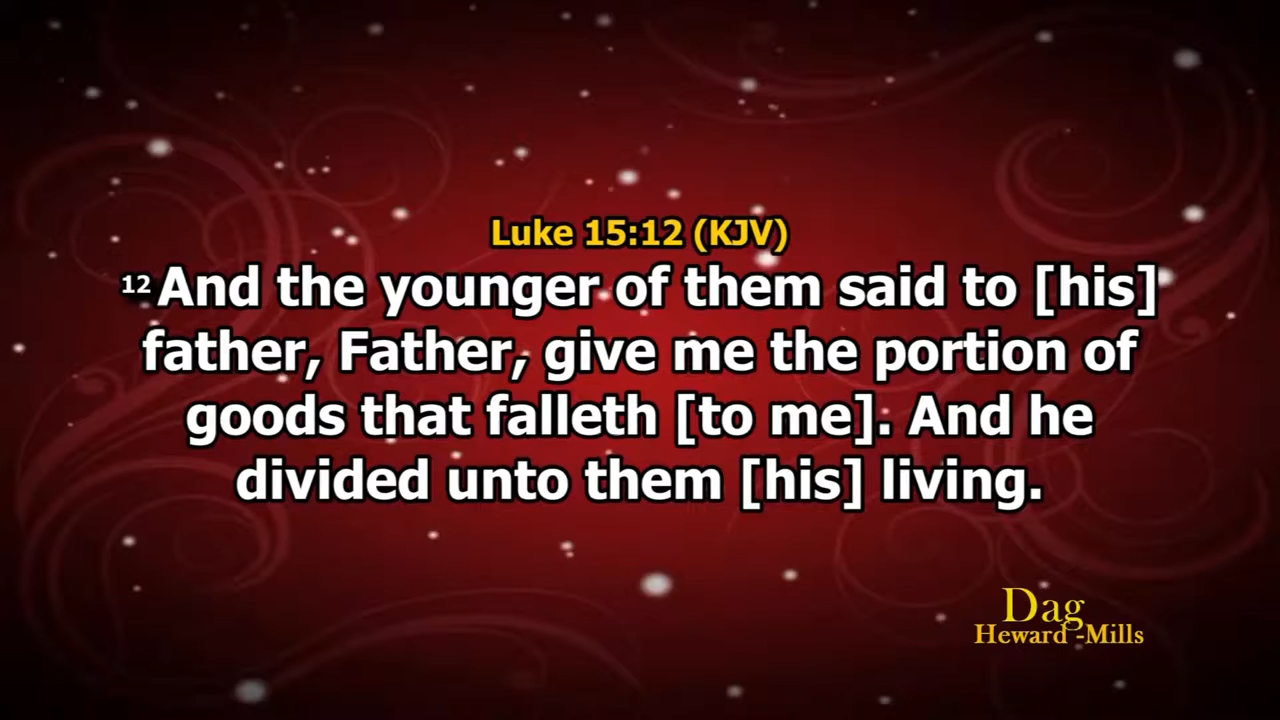 Luke 15:12 (KJV)
12 And the younger of them said to [his]
father, Father, give me the portion of
goods that falleth [to me]. And he
divided unto them [his] living.
Dag
Heward -Mills